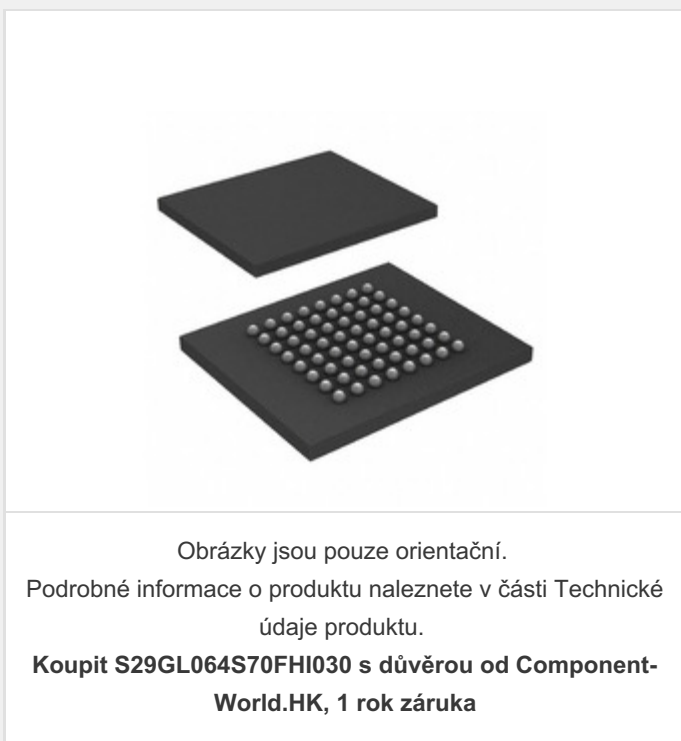 Obrázky jsou pouze orientační.
Podrobné informace o produktu naleznete v části Technické
údaje produktu.
Koupit S29GL064S70FHI030 s důvěrou od Component-
World.HK, 1 rok záruka